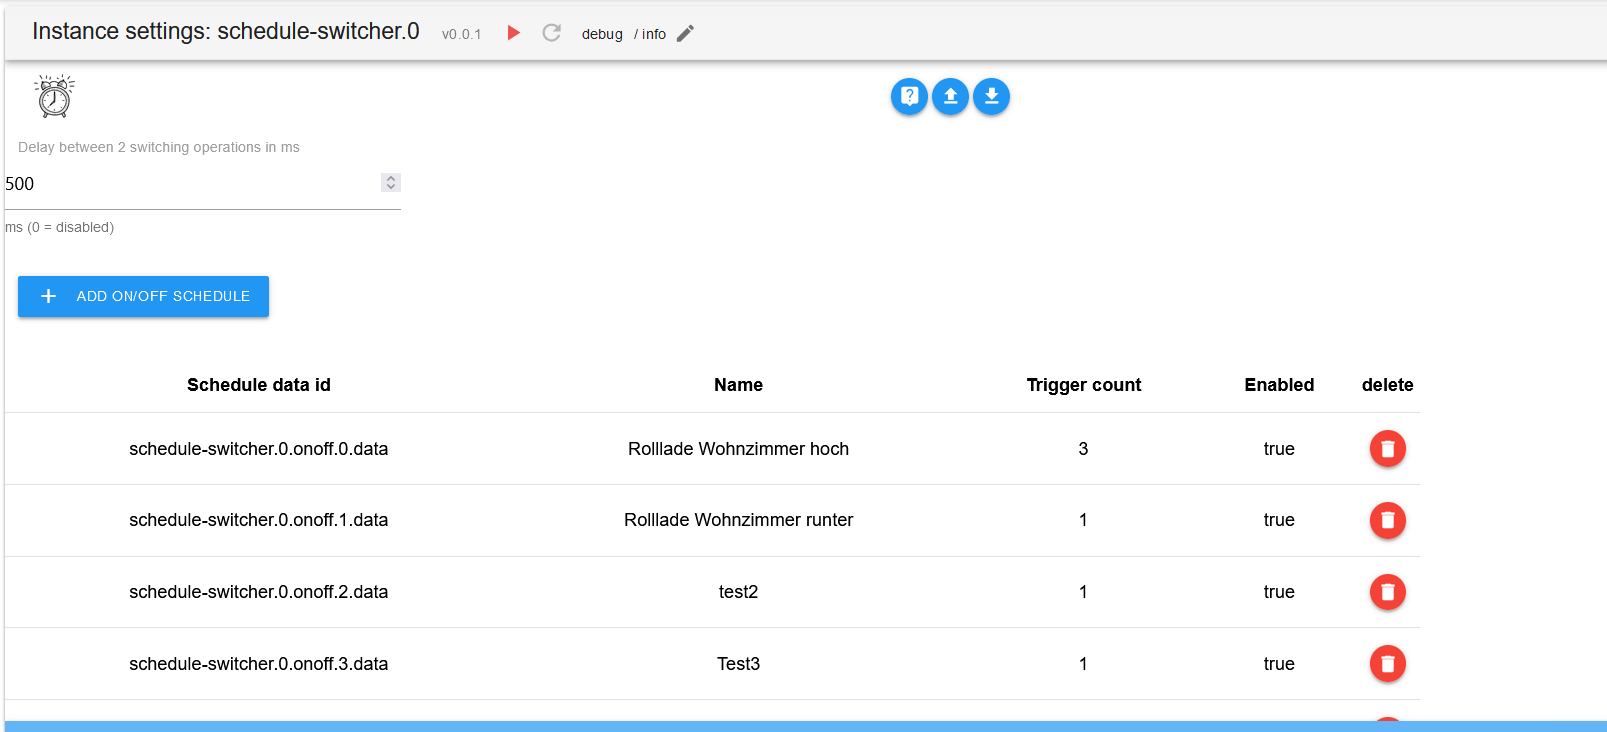 Instance settings: schedule-switcher.0 v0.0.1 debug / info
Delay between 2 switching operations in ms
500
ms (0 = disabled)
ADD ON/OFF SCHEDULE
Schedule data id Name Trigger count Enabled delete
schedule-switcher.0.onoff.0.data Rolllade Wohnzimmer hoch 3 true
schedule-switcher.0.onoff.1.data Rolllade Wohnzimmer runter 1 true
schedule-switcher.0.onoff.2.data test2 1 true
schedule-switcher.0.onoff.3.data Test3 1 true